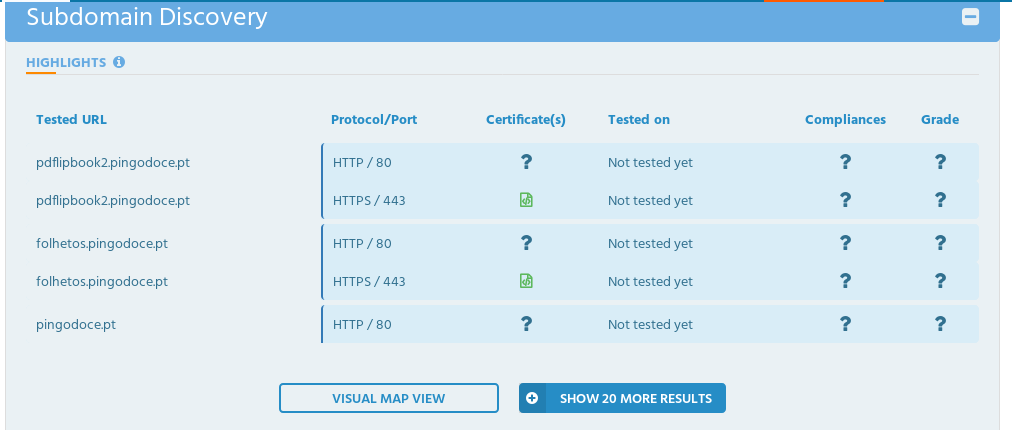 Subdomain Discovery
HIGHLIGHTS
Tested URL Protocol/Port Certificate(s) Tested on Compliances Grade
pdflipbook2.pingodoce.pt HTTP / 80 ? Not tested yet ? ?
pdflipbook2.pingodoce.pt HTTPS / 443 Not tested yet ? ?
folhetos.pingodoce.pt HTTP / 80 ? Not tested yet ? ?
folhetos.pingodoce.pt HTTPS / 443 Not tested yet ? ?
pingodoce.pt HTTP / 80 ? Not tested yet ? ?
VISUAL MAP VIEW SHOW 20 MORE RESULTS